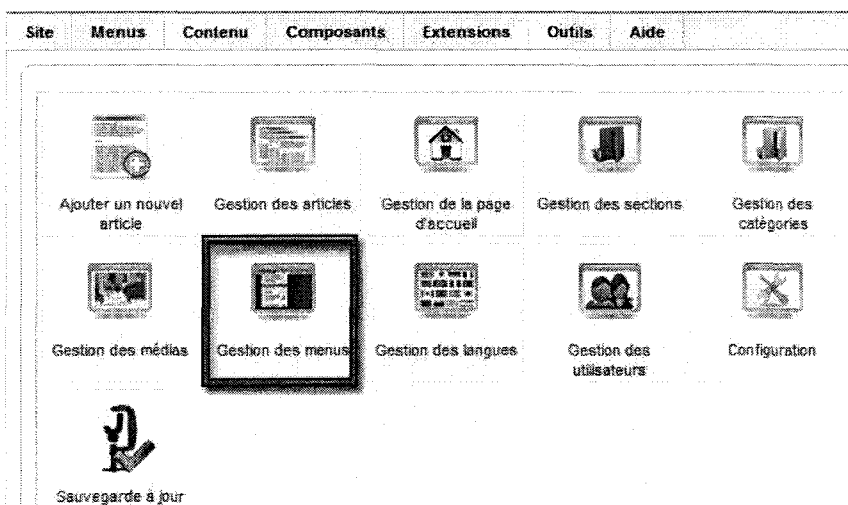 Site Menus Contenu Composants Extensions Outils Aide
Ajouter un nouvel
article
Gestion des articles
Gestion de la page
d'accueil
Gestion des sections
Gestion des
catégories
Gestion des médias
Gestion des menus
Gestion des langues
Gestion des
utilisateurs
Configuration
Sauvegarde à jour